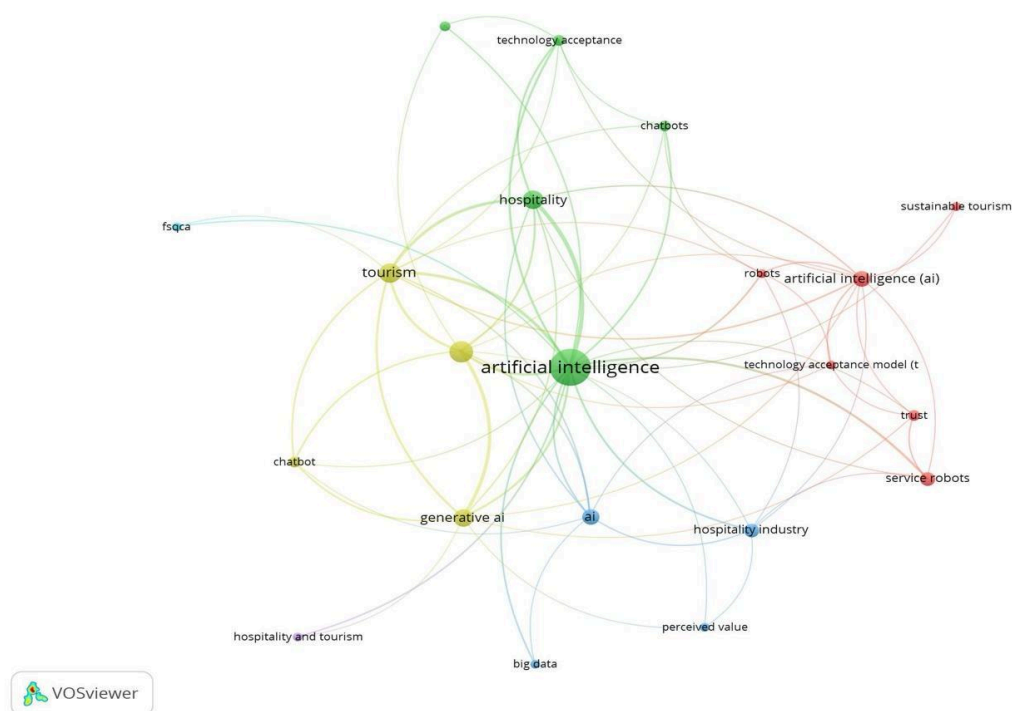 technology acceptance
chatbots
hospitality
sustainable tourism
fsqca
tourism
robots
artificial intelligence (ai)
artificial intelligence
technology acceptance model (t
trust
chatbot
service robots
generative ai
ai
hospitality industry
perceived value
hospitality and tourism
big data
VOSviewer